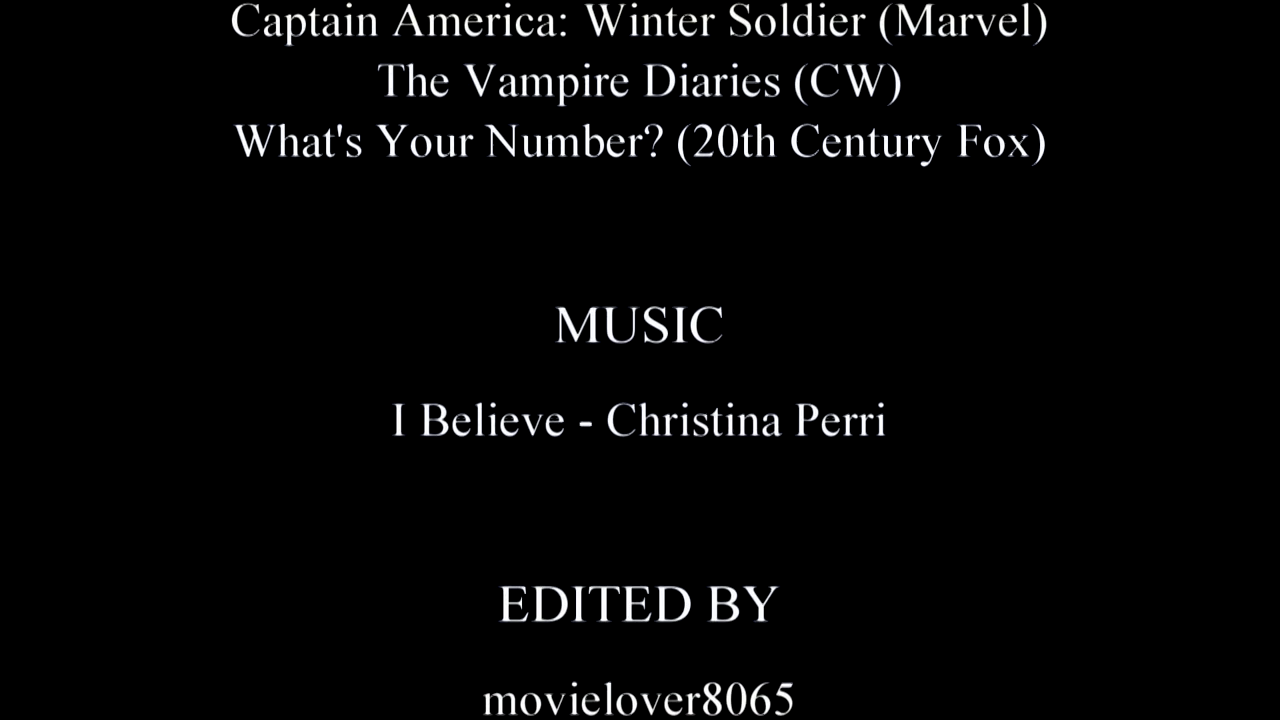 Captain America: Winter Soldier (Marvel)
The Vampire Diaries (CW)
What's Your Number? (20th Century Fox)
MUSIC
I Believe - Christina Perri
EDITED BY
movielover8065